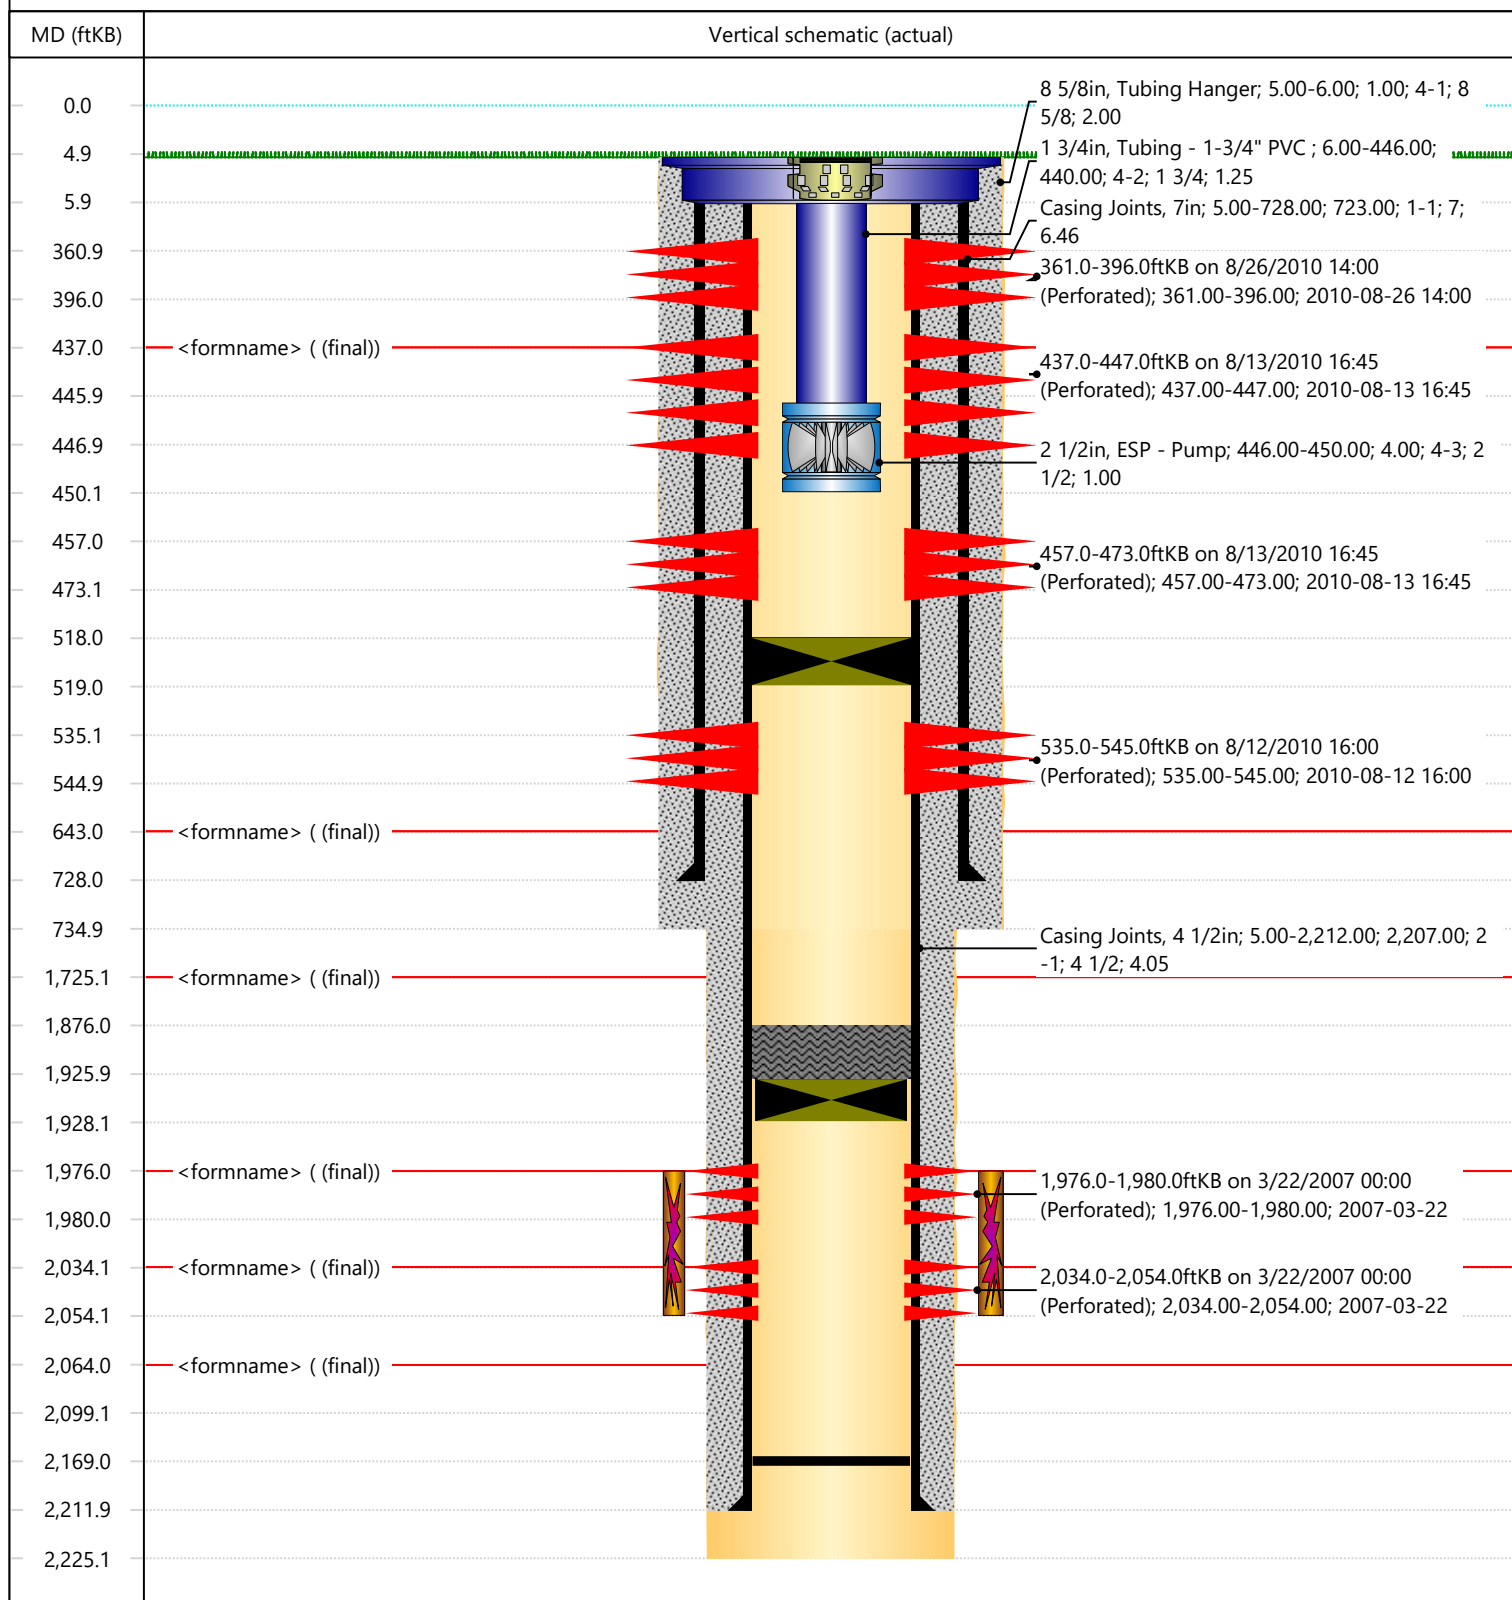 MD (ftKB)
Vertical schematic (actual)
0.0
4.9
5.9
360.9
396.0
437.0
445.9
446.9
450.1
457.0
473.1
518.0
519.0
535.1
544.9
643.0
728.0
734.9
1,725.1
1,876.0
1,925.9
1,928.1
1,976.0
1,980.0
2,034.1
2,054.1
2,064.0
2,099.1
2,169.0
2,211.9
2,225.1
<formname> ( (final))
<formname> ( (final))
<formname> ( (final))
<formname> ( (final))
<formname> ( (final))
<formname> ( (final))
8 5/8in, Tubing Hanger; 5.00-6.00; 1.00; 4-1; 8
5/8; 2.00
1 3/4in, Tubing - 1-3/4" PVC ; 6.00-446.00;
440.00; 4-2; 1 3/4; 1.25
Casing Joints, 7in; 5.00-728.00; 723.00; 1-1; 7;
6.46
361.0-396.0ftKB on 8/26/2010 14:00
(Perforated); 361.00-396.00; 2010-08-26 14:00
437.0-447.0ftKB on 8/13/2010 16:45
(Perforated); 437.00-447.00; 2010-08-13 16:45
2 1/2in, ESP - Pump; 446.00-450.00; 4.00; 4-3; 2
1/2; 1.00
457.0-473.0ftKB on 8/13/2010 16:45
(Perforated); 457.00-473.00; 2010-08-13 16:45
535.0-545.0ftKB on 8/12/2010 16:00
(Perforated); 535.00-545.00; 2010-08-12 16:00
Casing Joints, 4 1/2in; 5.00-2,212.00; 2,207.00; 2
-1; 4 1/2; 4.05
1,976.0-1,980.0ftKB on 3/22/2007 00:00
(Perforated); 1,976.00-1,980.00; 2007-03-22
2,034.0-2,054.0ftKB on 3/22/2007 00:00
(Perforated); 2,034.00-2,054.00; 2007-03-22